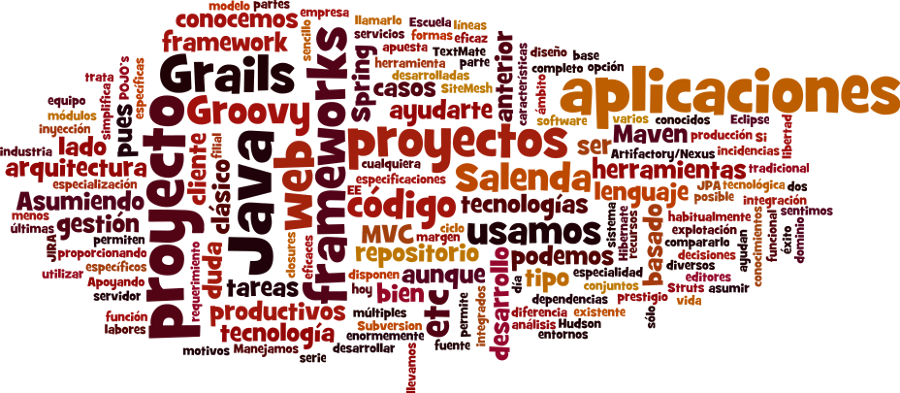 modelo
partes
conocemos
empresa
llamarlo
Escuela
líneas
sencillo
servicios
formas
eficaz
framework
apuesta
TextMate
diseño
base
Grails
frameworks
Spring
herramienta
parte
anterior
características
completo
opción
trata
POJO's
específicas
desarrolladas
casos
SiteMesh
ámbito
aplicaciones
equipo
simplifica
Groovy
ayudarte
módulos
pues
proyecto
software
varios
conocidos
Eclipse
libertad
inyección
Java
web
proyectos
ser
Maven
producción
Si
industria
lado
cliente
filial
Artifactory/Nexus
incidencias
arquitectura
clásico
cualquiera
herramientas
tradicional
especialización
EE
especificaciones
Salenda
lenguaje
JPA
tecnológica
dos
Asumiendo
código
tecnologías
posible
integración
menos
gestión
MVC
ciclo
usamos
sistema
Hibernate
recursos
basado
habitualmente
sentimos
últimas
JIRA
permiten
duda
closures
eficaces
margen
explotación
funcional
éxito
dominio
proporcionando
requerimiento
repositorio
podemos
compararlo
decisiones
ayudan
conocimientos
utilizar
específicos
disponen
aunque
desarrollo
día
tipo
especialidad
diversos
editores
Apoyando
tareas
hoy
bien
etc
conjuntos
Struts
asumir
servidor
permite
integrados
dependencias
prestigio
vida
función
productivos
múltiples
diferencia
existente
sólo
labores
tecnología
Subversion
análisis
Hudson
enormemente
entornos
motivos
Manejamos
desarrollar
fuente
serie
llevamos